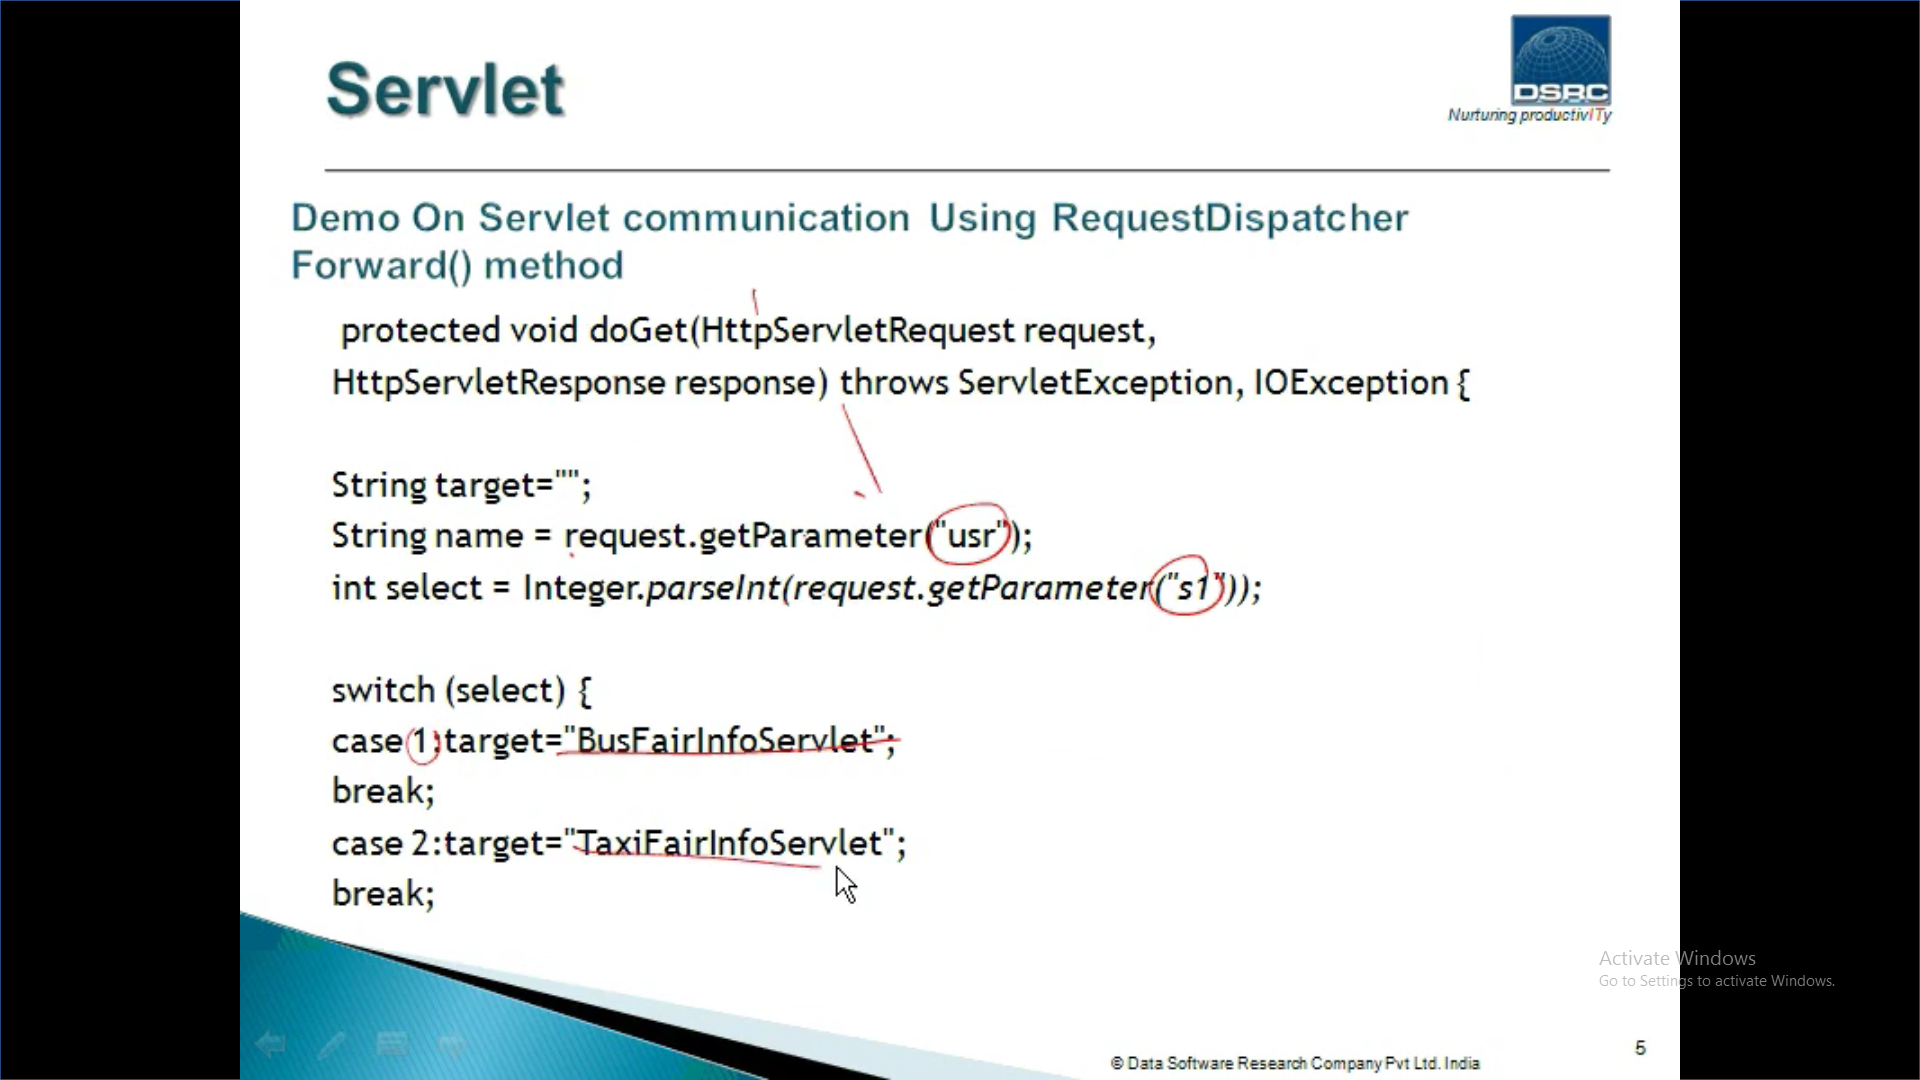 Servlet
DSRC
Nurturing productivITy
Demo On Servlet communication Using RequestDispatcher
Forward() method
protected void doGet(HttpServletRequest request,
HttpServletResponse response) throws ServletException, IOException {
String target="";
String name = request.getParameter("usr");
int select = Integer.parseInt(request.getParameter("s1"));
switch (select) {
case 1:target="BusFairInfoServlet";
break;
case 2:target="TaxiFairInfoServlet";
break;
Activate Windows
Go to Settings to activate Windows.
5
© Data Software Research Company Pvt Ltd. India